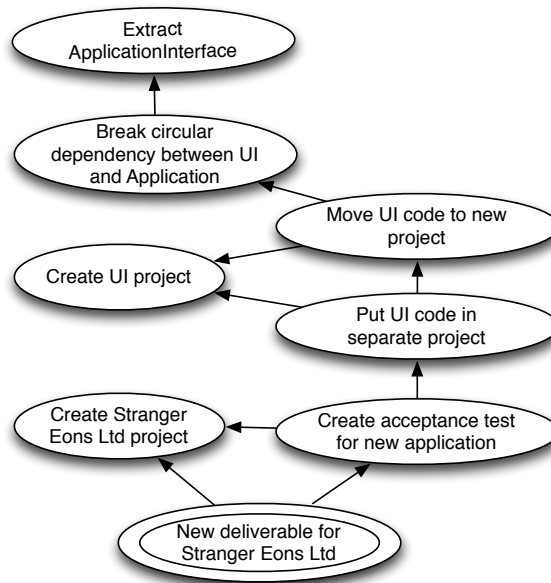 Extract
ApplicationInterface
Break circular
dependency between UI
and Application
Move UI code to new
project
Create UI project
Put UI code in
separate project
Create Stranger
Eons Ltd project
Create acceptance test
for new application
New deliverable for
Stranger Eons Ltd